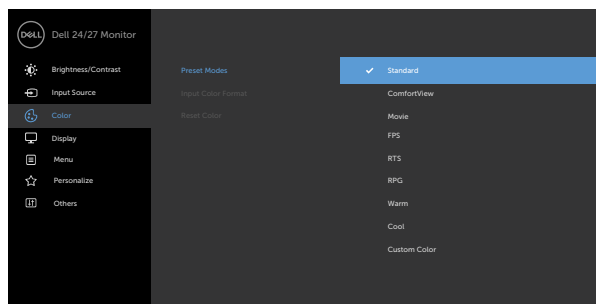 DELL Dell 24/27 Monitor
Brightness/Contrast
Input Source
Color
Display
Menu
Personalize
Others
Preset Modes
Input Color Format
Reset Color
Standard
ComfortView
Movie
FPS
RTS
RPG
Warm
Cool
Custom Color